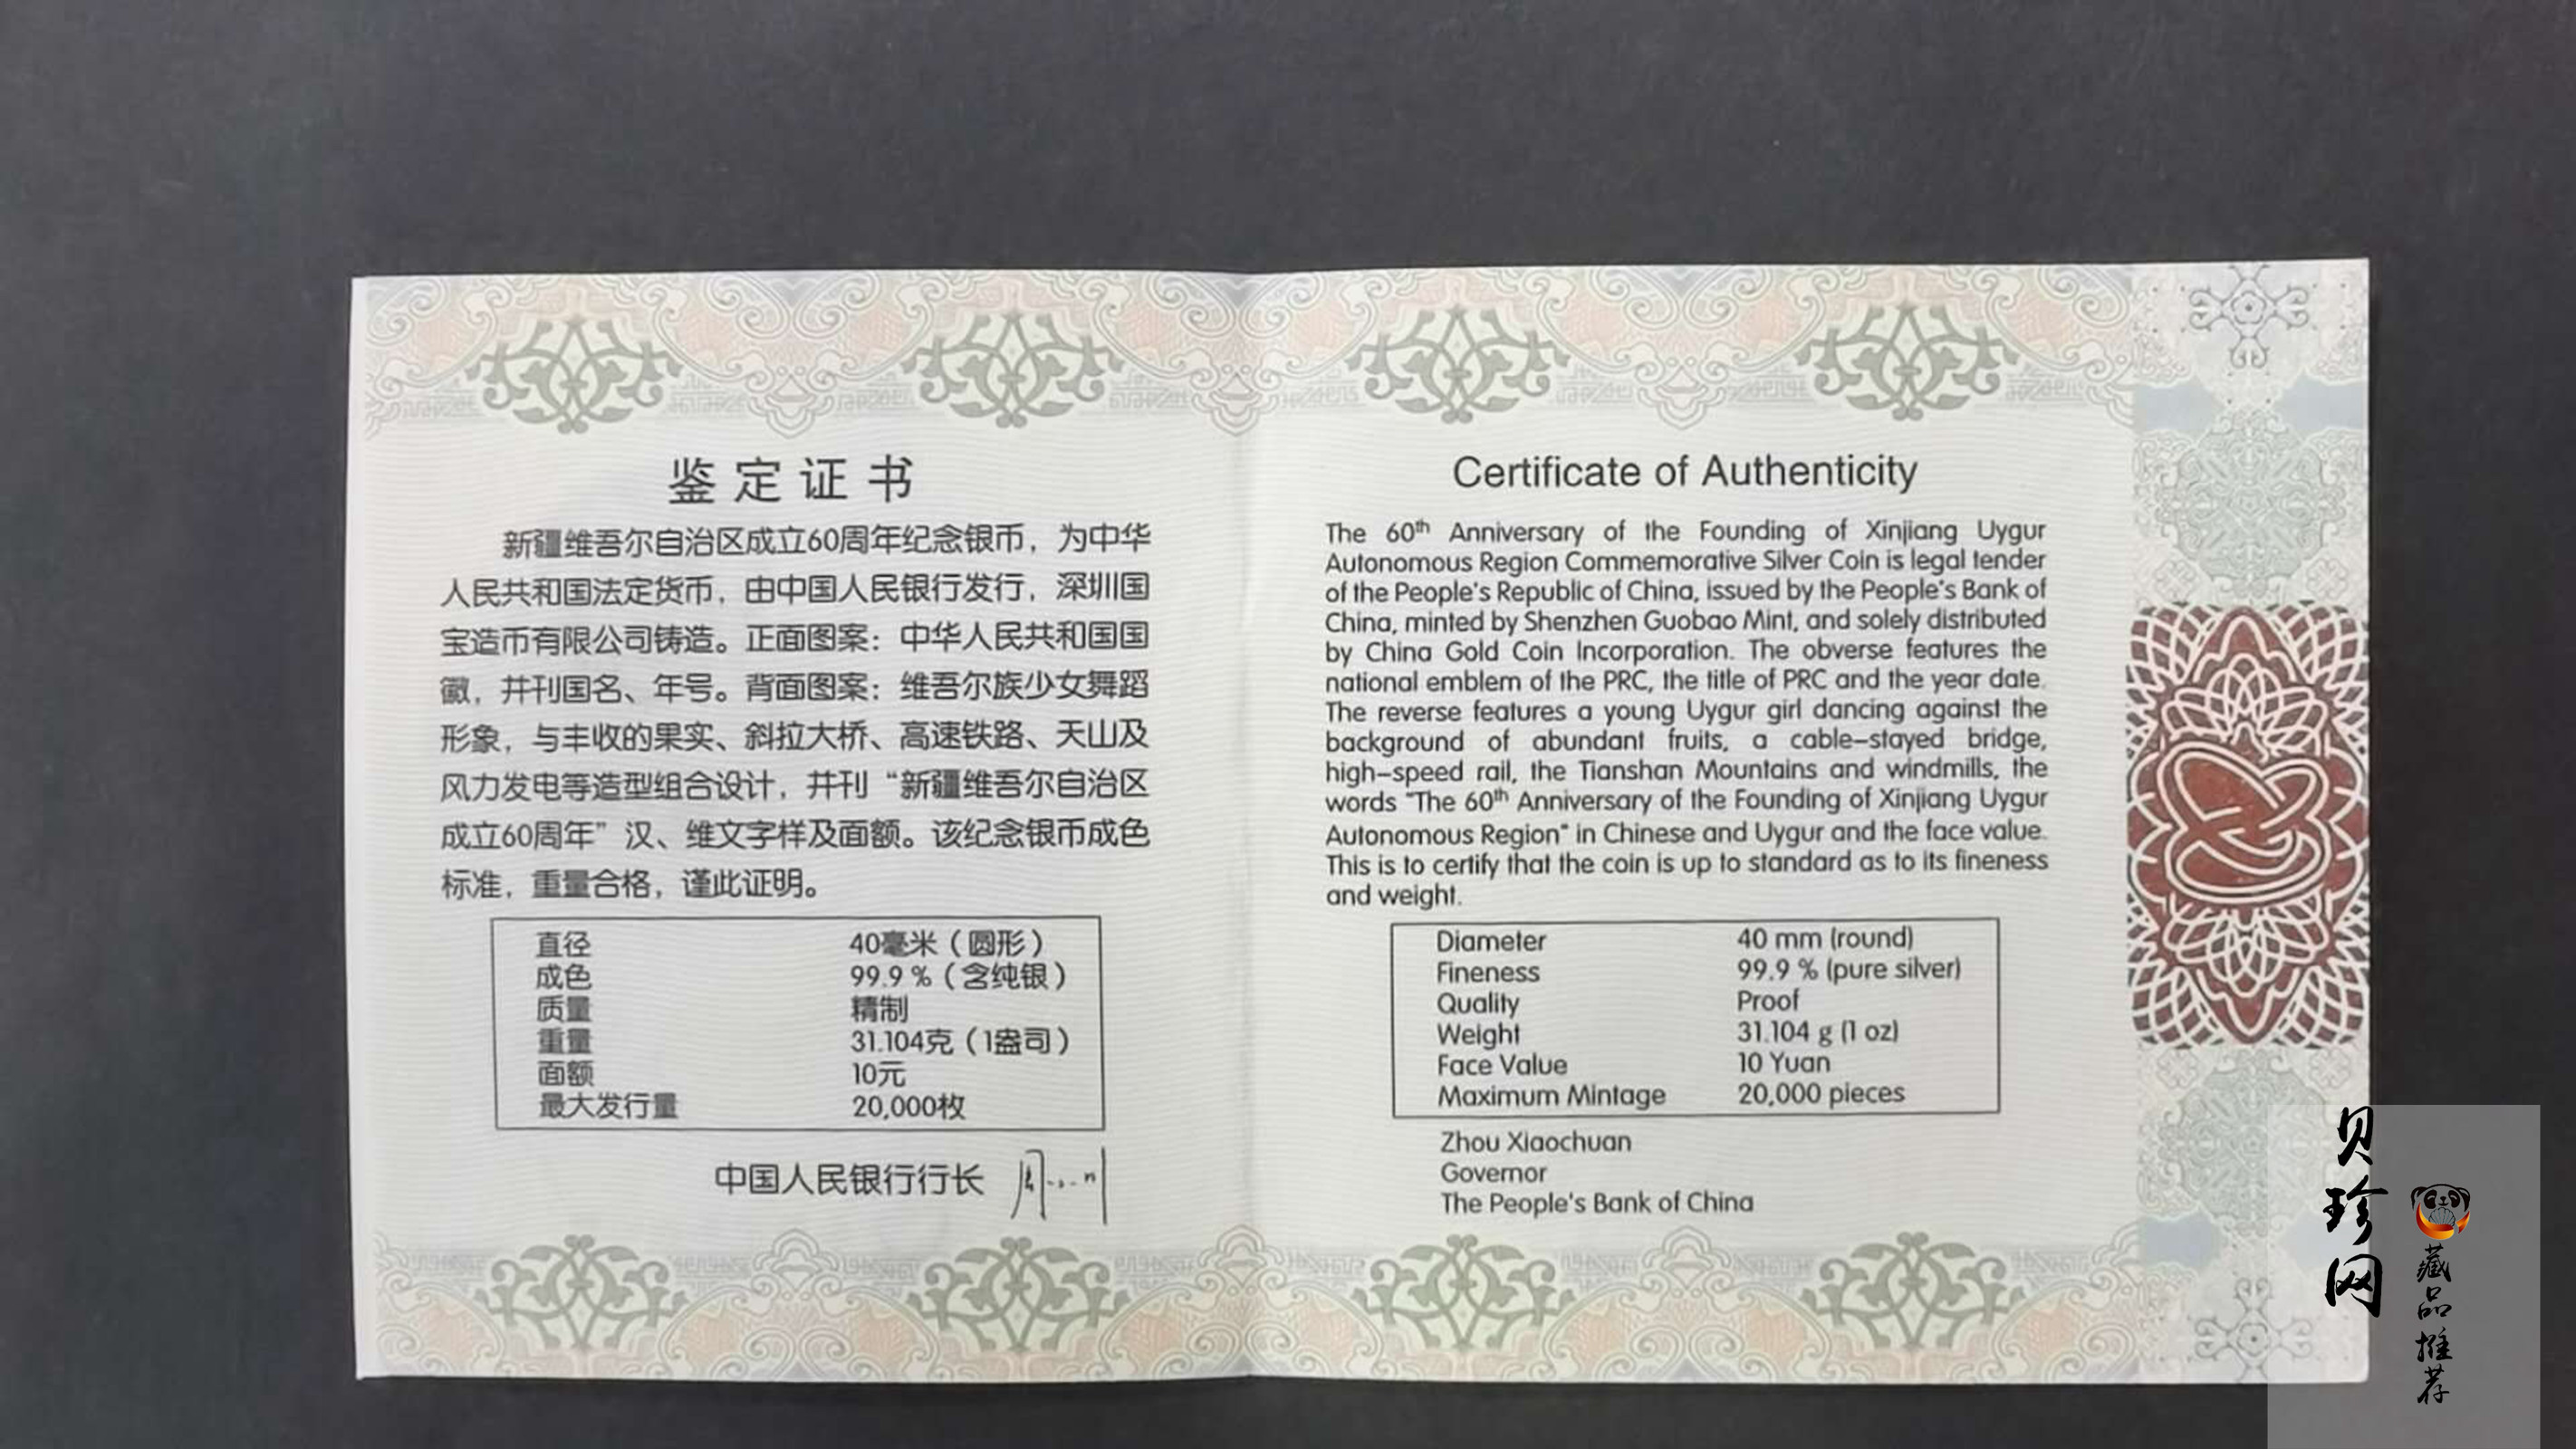 鉴定证书
新疆维吾尔自治区成立60周年纪念银币，为中华
人民共和国法定货币，由中国人民银行发行，深圳国
宝造币有限公司铸造。正面图案：中华人民共和国国
徽，并刊国名、年号。背面图案：维吾尔族少女舞蹈
形象，与丰收的果实、斜拉大桥、高速铁路、天山及
风力发电等造型组合设计，并刊“新疆维吾尔自治区
成立60周年”汉、维文字样及面额。该纪念银币成色
标准，重量合格，谨此证明。
直径 40毫米（圆形）
成色 99.9 %（含纯银）
质量 精制
重量 31.104克（1盎司）
面额 10元
最大发行量 20,000枚
中国人民银行行长
Certificate of Authenticity
The 60th Anniversary of the Founding of Xinjiang Uygur
Autonomous Region Commemorative Silver Coin is legal tender
of the People's Republic of China, issued by the People's Bank of
China, minted by Shenzhen Guobao Mint, and solely distributed
by China Gold Coin Incorporation. The obverse features the
national emblem of the PRC, the title of PRC and the year date.
The reverse features a young Uygur girl dancing against the
background of abundant fruits, a cable-stayed bridge,
high-speed rail, the Tianshan Mountains and windmills, the
words "The 60th Anniversary of the Founding of Xinjiang Uygur
Autonomous Region" in Chinese and Uygur and the face value.
This is to certify that the coin is up to standard as to its fineness
and weight.
Diameter 40 mm (round)
Fineness 99.9 % (pure silver)
Quality Proof
Weight 31.104 g (1 oz)
Face Value 10 Yuan
Maximum Mintage 20,000 pieces
Zhou Xiaochuan
Governor
The People's Bank of China
贝珍网
藏品推荐